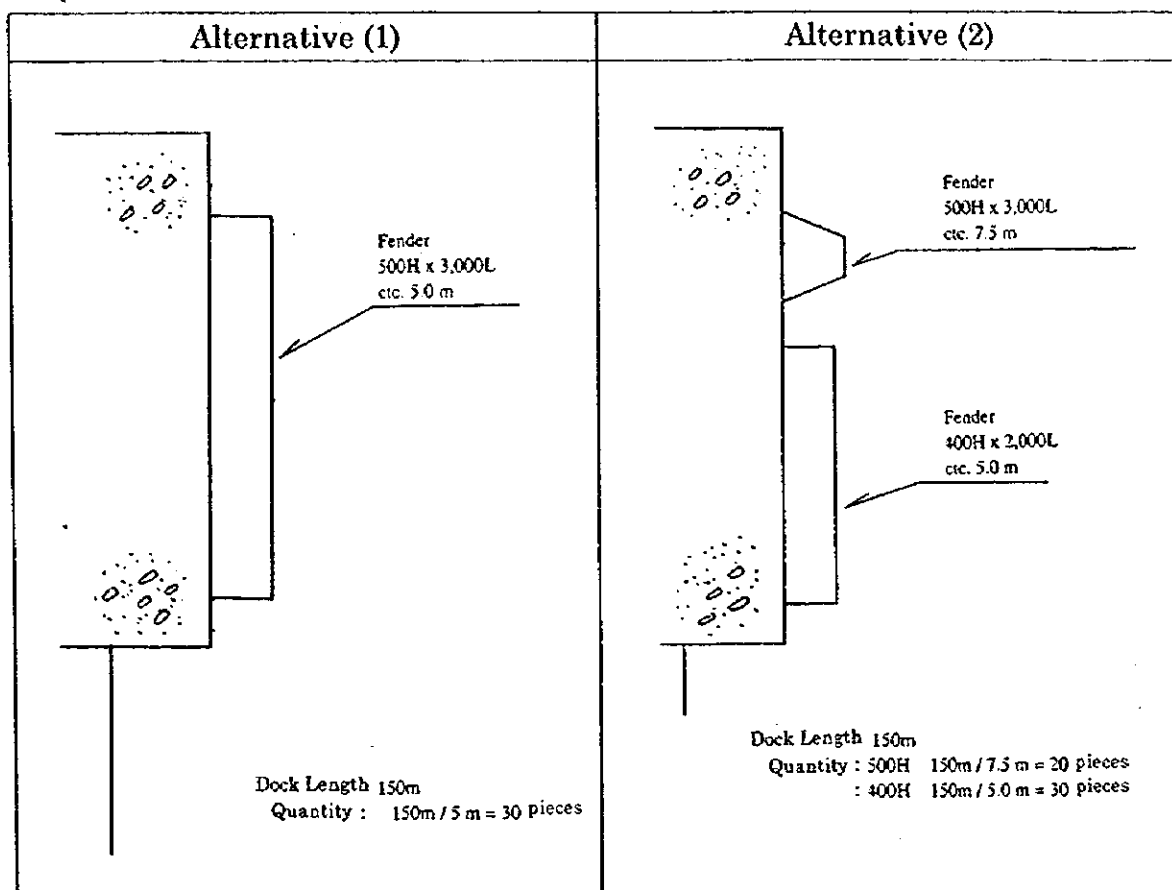 Alternative (1)
Alternative (2)
Fender
500H x 3,000L
ctc. 5.0 m
Dock Length 150m
Quantity : 150m / 5 m = 30 pieces
Fender
500H x 3,000L
ctc. 7.5 m
Fender
400H x 2,000L
ctc. 5.0 m
Dock Length 150m
Quantity : 500H 150m / 7.5 m = 20 pieces
: 400H 150m / 5.0 m = 30 pieces